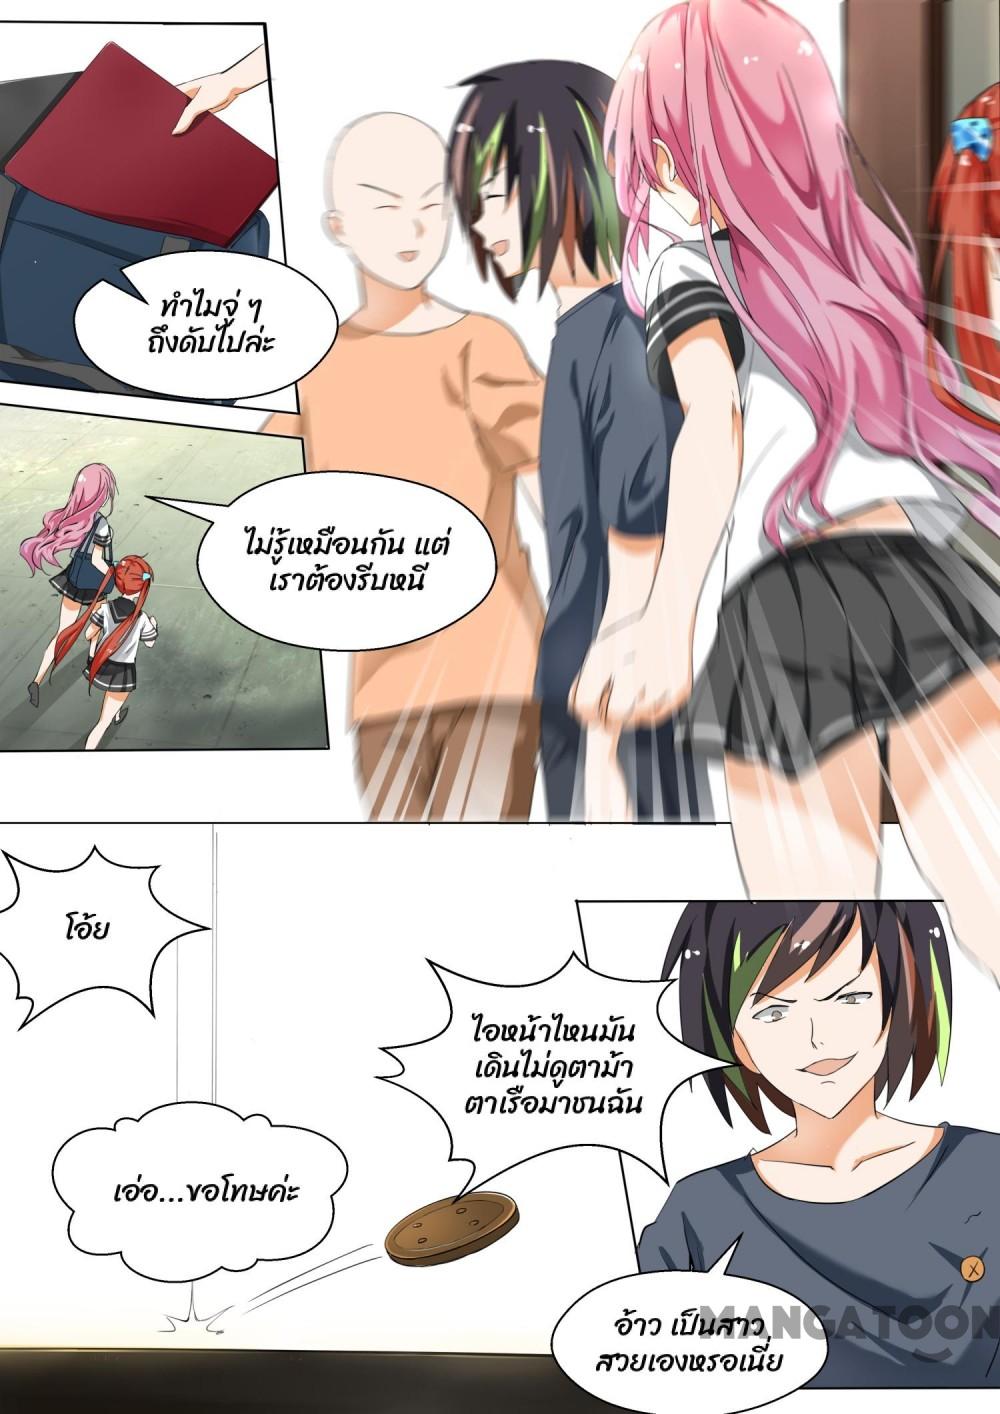 ทำไมจู่ ๆ
ถึงดับไปล่ะ
ไม่รู้เหมือนกัน แต่
เราต้องรีบหนี
โอ้ย
ไอหน้าไหนมัน
เดินไม่ดูตาม้า
ตาเรือมาชนฉัน
เอ่อ...ขอโทษค่ะ
อ้าว เป็นสาว
สวยเองหรอเนี่ย
MANGATOON